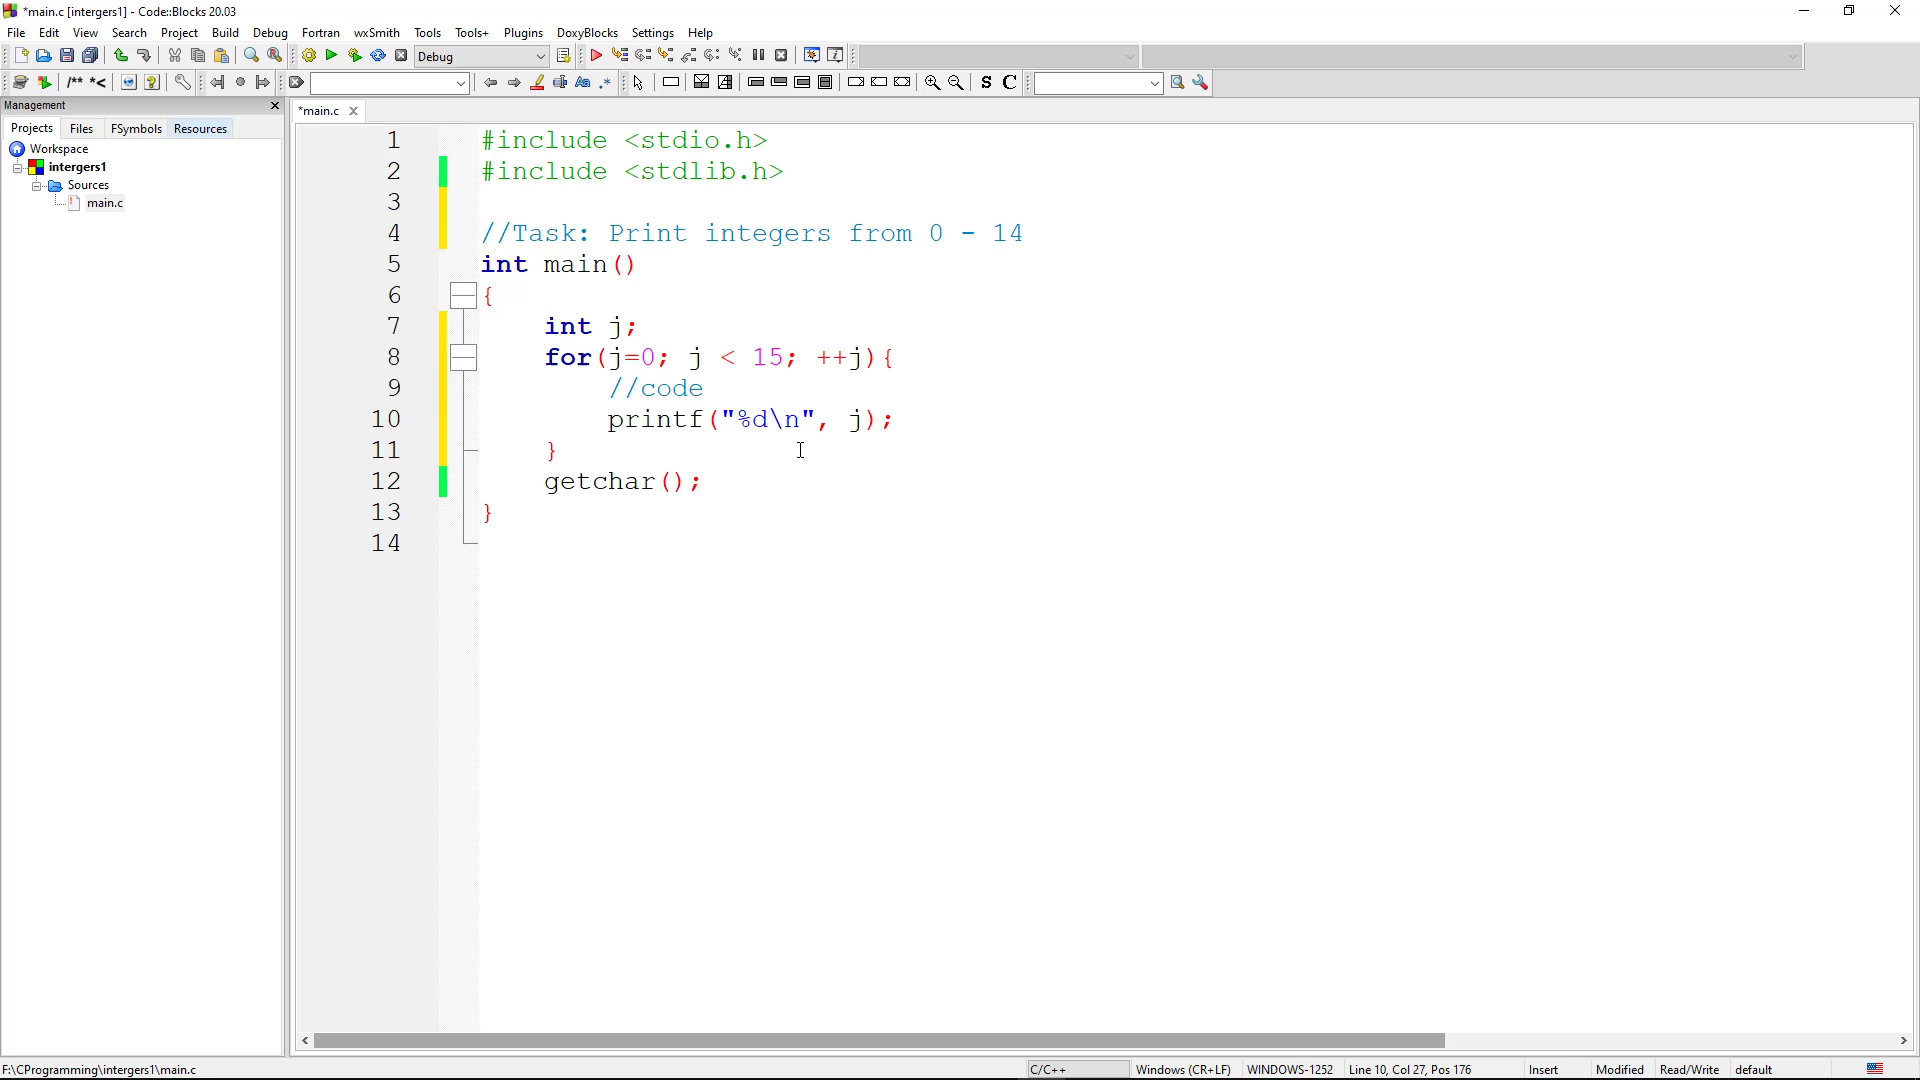 *main.c [intergers1] - Code::Blocks 20.03
File Edit View Search Project Build Debug Fortran wxSmith Tools Tools+ Plugins DoxyBlocks Settings Help
Debug
/** *< Aa .* S C
Management
Projects Files FSymbols Resources
Workspace
intergers1
Sources
main.c
*main.c
1 #include <stdio.h>
2 #include <stdlib.h>
3
4 //Task: Print integers from 0 - 14
5 int main()
6 {
7 int j;
8 for(j=0; j < 15; ++j){
9 //code
10 printf("%d\n", j);
11 }
12 getchar();
13 }
14
F:\CProgramming\intergers1\main.c C/C++ Windows (CR+LF) WINDOWS-1252 Line 10, Col 27, Pos 176 Insert Modified Read/Write default